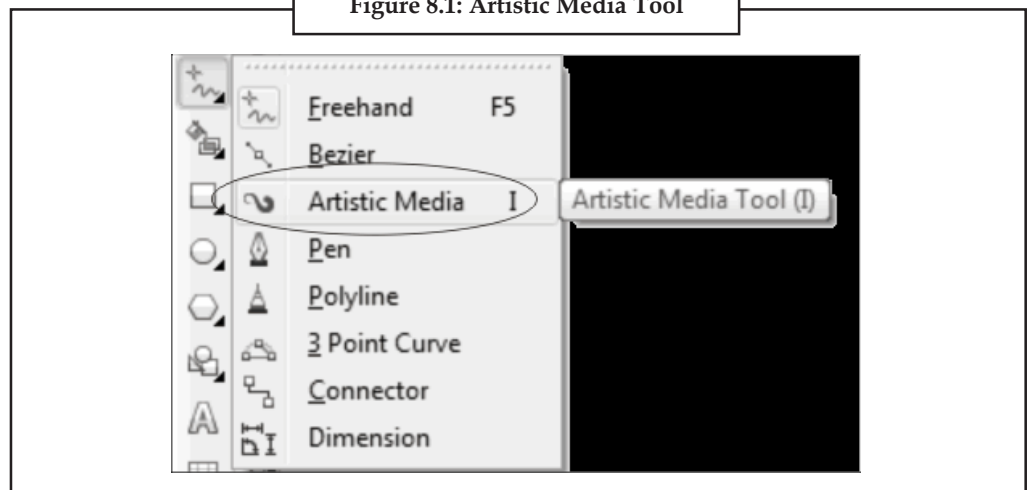 Figure 8.1: Artistic Media Tool
Freehand F5
Bezier
Artistic Media I
Artistic Media Tool (I)
Pen
Polyline
3 Point Curve
Connector
Dimension